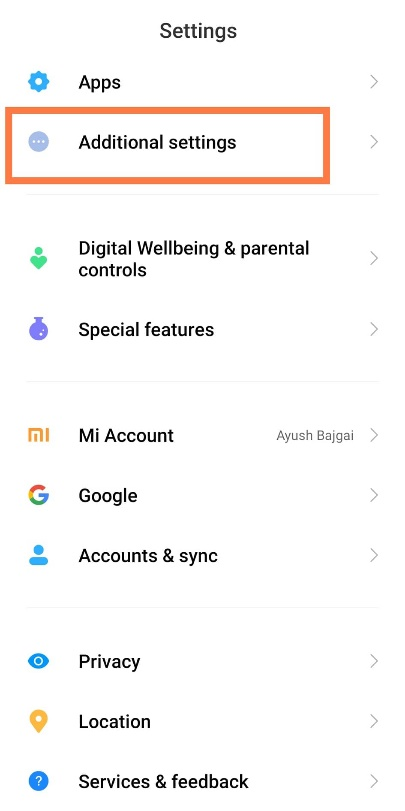 Settings
Apps
Additional settings
Digital Wellbeing & parental
controls
Special features
Mi Account Ayush Bajgai
Google
Accounts & sync
Privacy
Location
Services & feedback